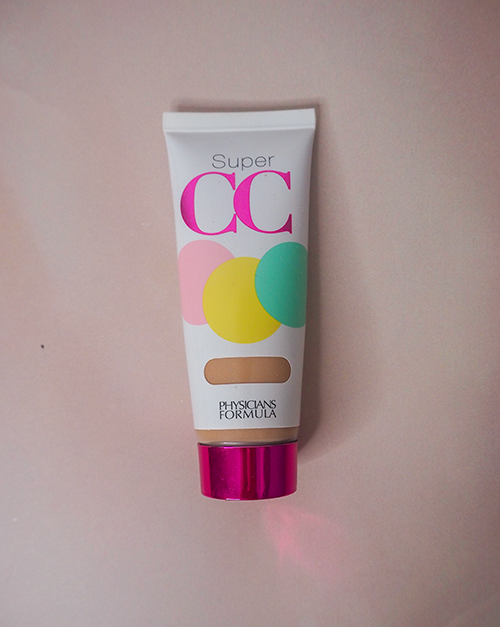 Super
CC
PHYSICIANS
FORMULA